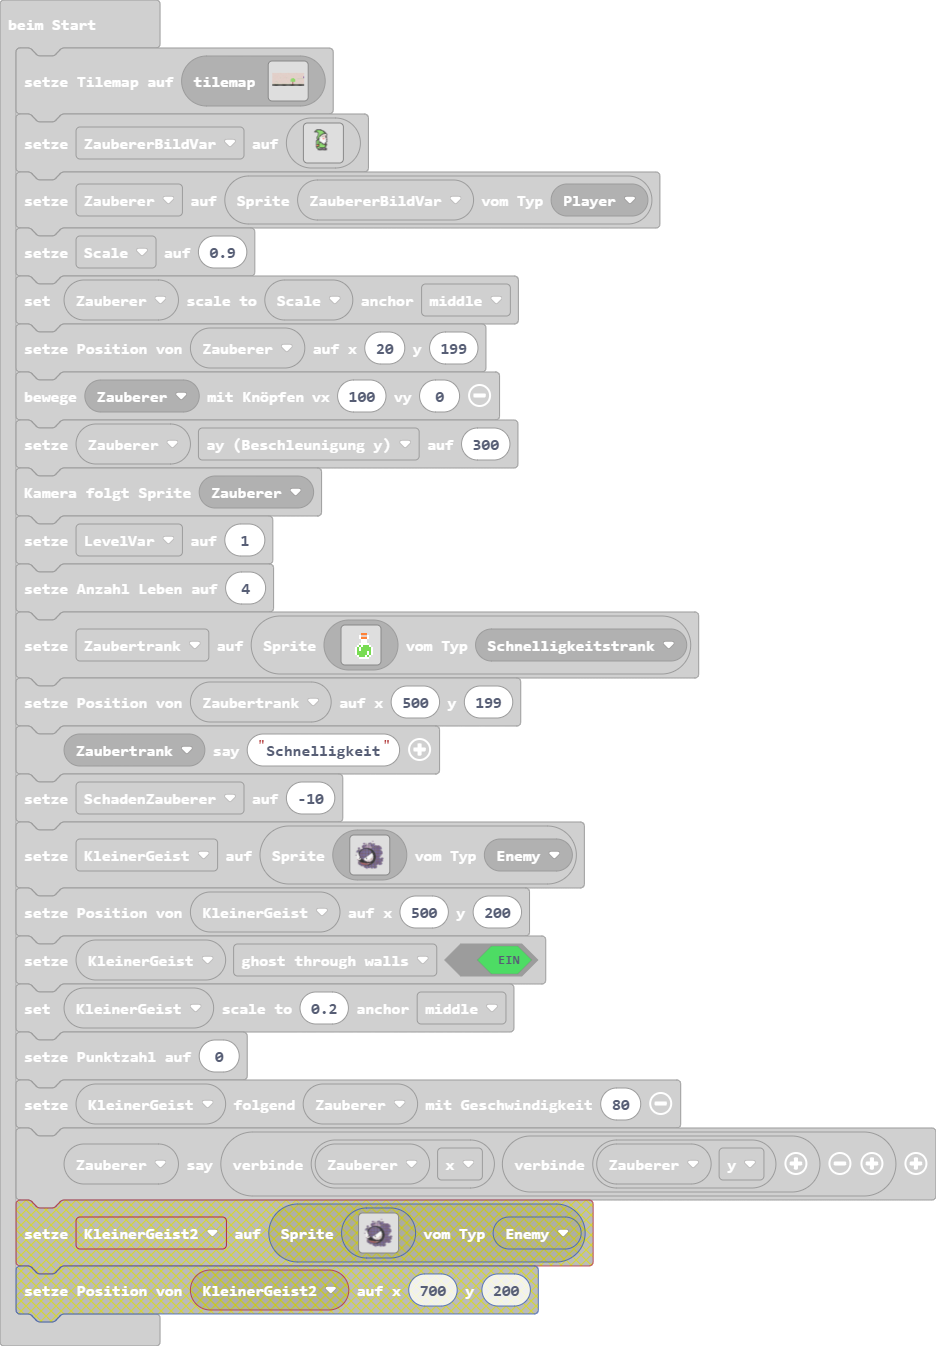 beim Start
setze Tilemap auf tilemap
setze ZaubererBildVar auf
setze Zauberer auf Sprite ZaubererBildVar vom Typ Player
setze Scale auf 0.9
set Zauberer scale to Scale anchor middle
setze Position von Zauberer auf x 20 y 199
bewege Zauberer mit Knöpfen vx 100 vy 0
setze Zauberer ay (Beschleunigung y) auf 300
Kamera folgt Sprite Zauberer
setze LevelVar auf 1
setze Anzahl Leben auf 4
setze Zaubertrank auf Sprite vom Typ Schnelligkeitstrank
setze Position von Zaubertrank auf x 500 y 199
Zaubertrank say "Schnelligkeit"
setze SchadenZauberer auf -10
setze KleinerGeist auf Sprite vom Typ Enemy
setze Position von KleinerGeist auf x 500 y 200
setze KleinerGeist ghost through walls EIN
set KleinerGeist scale to 0.2 anchor middle
setze Punktzahl auf 0
setze KleinerGeist folgend Zauberer mit Geschwindigkeit 80
Zauberer say verbinde Zauberer x verbinde Zauberer y
setze KleinerGeist2 auf Sprite vom Typ Enemy
setze Position von KleinerGeist2 auf x 700 y 200